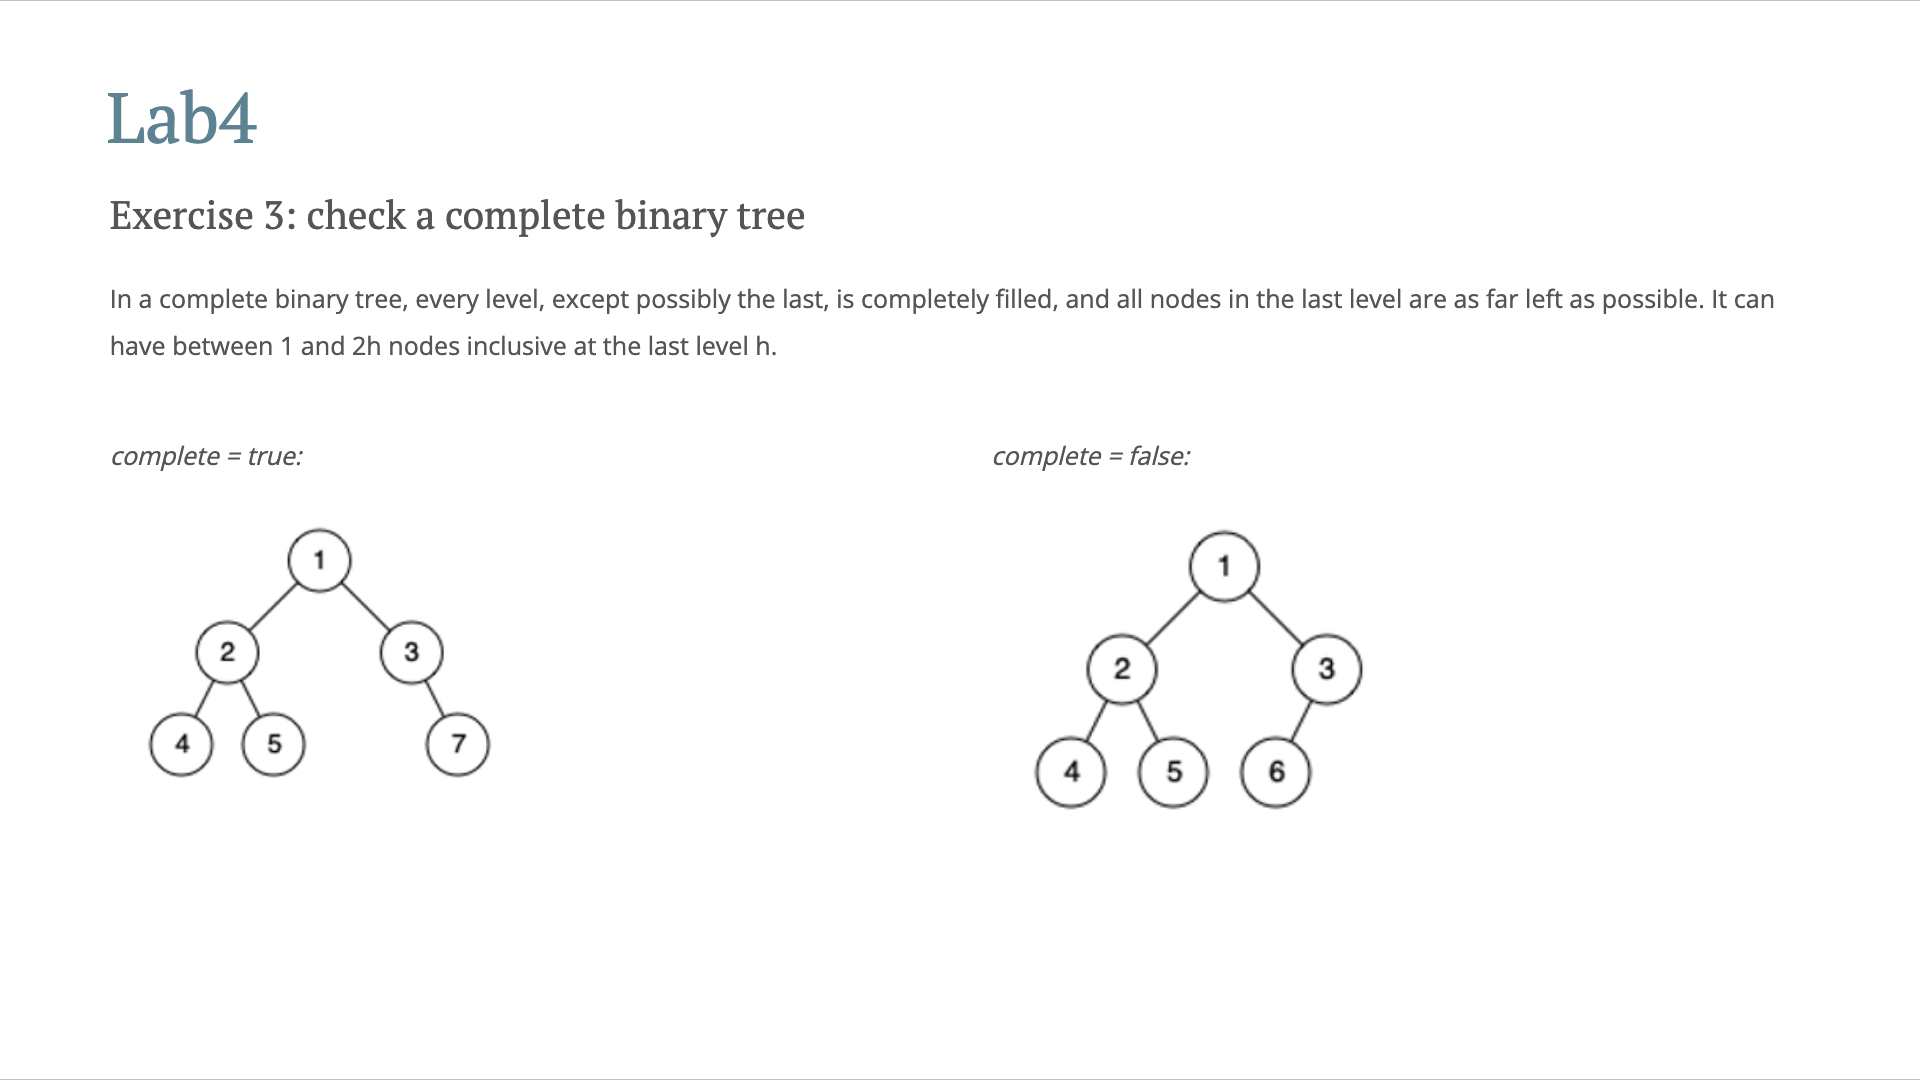 Lab4
Exercise 3: check a complete binary tree
In a complete binary tree, every level, except possibly the last, is completely filled, and all nodes in the last level are as far left as possible. It can
have between 1 and 2h nodes inclusive at the last level h.
complete = true:
complete = false:
1
2 3
4 5 7
1
2 3
4 5 6